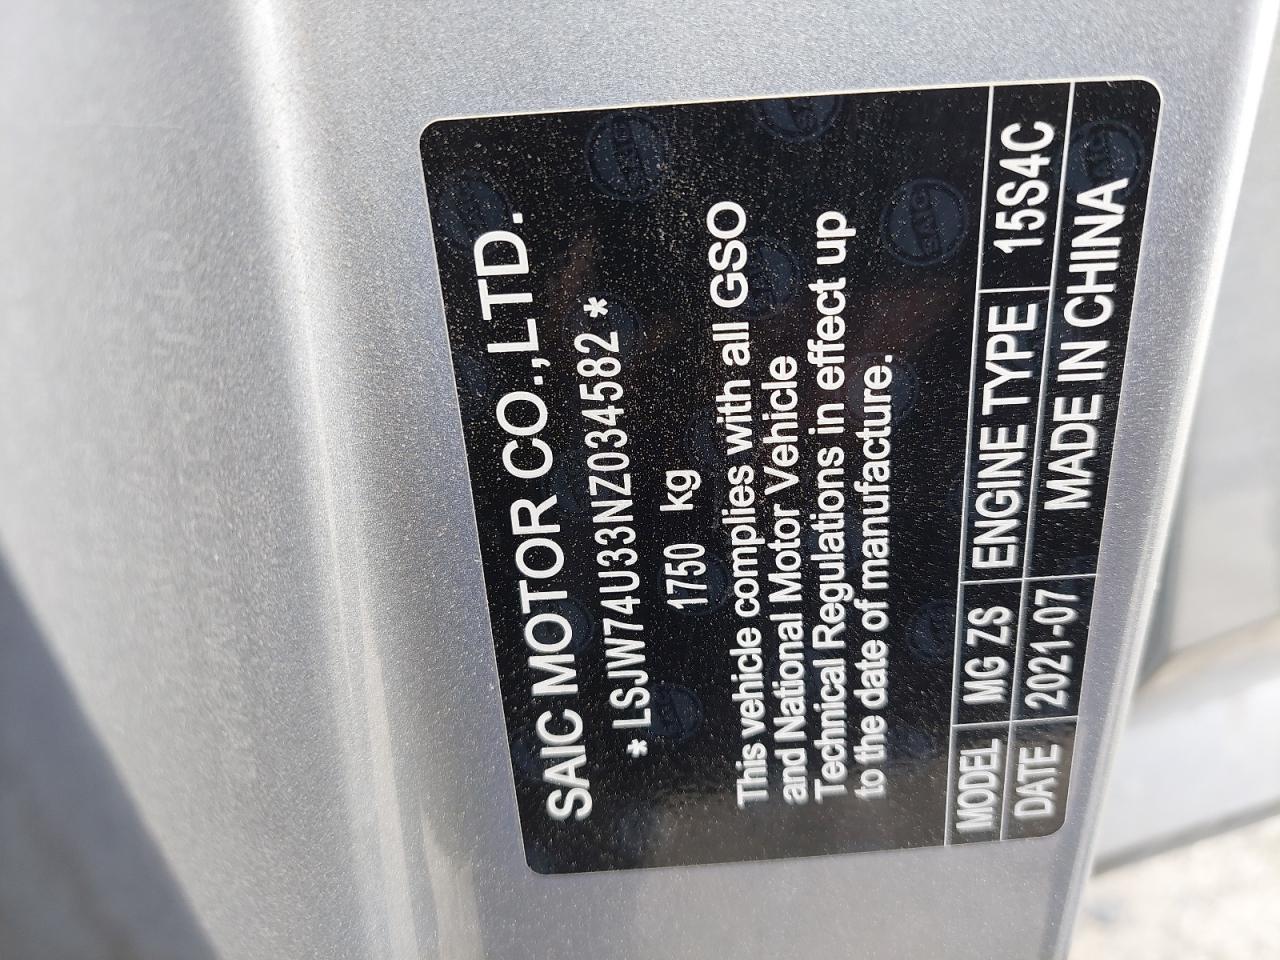 SAIC MOTOR CO.,LTD.
* LSJW74U33NZ034582 *
1750 kg
This vehicle complies with all GSO
and National Motor Vehicle
Technical Regulations in effect up
to the date of manufacture.
MODEL MG ZS ENGINE TYPE 15S4C
DATE 2021-07 MADE IN CHINA